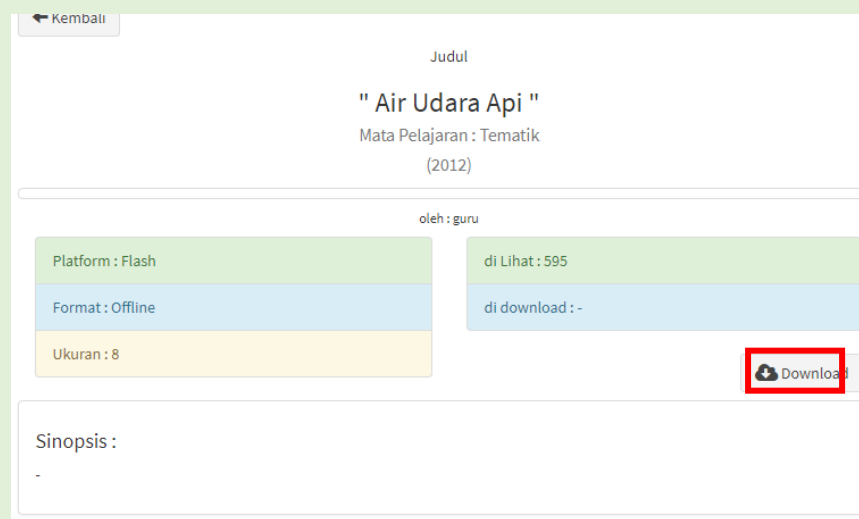 Kembali
Judul
" Air Udara Api "
Mata Pelajaran : Tematik
(2012)
oleh : guru
Platform : Flash
di Lihat : 595
Format : Offline
di download : -
Ukuran : 8
Download
Sinopsis :
-